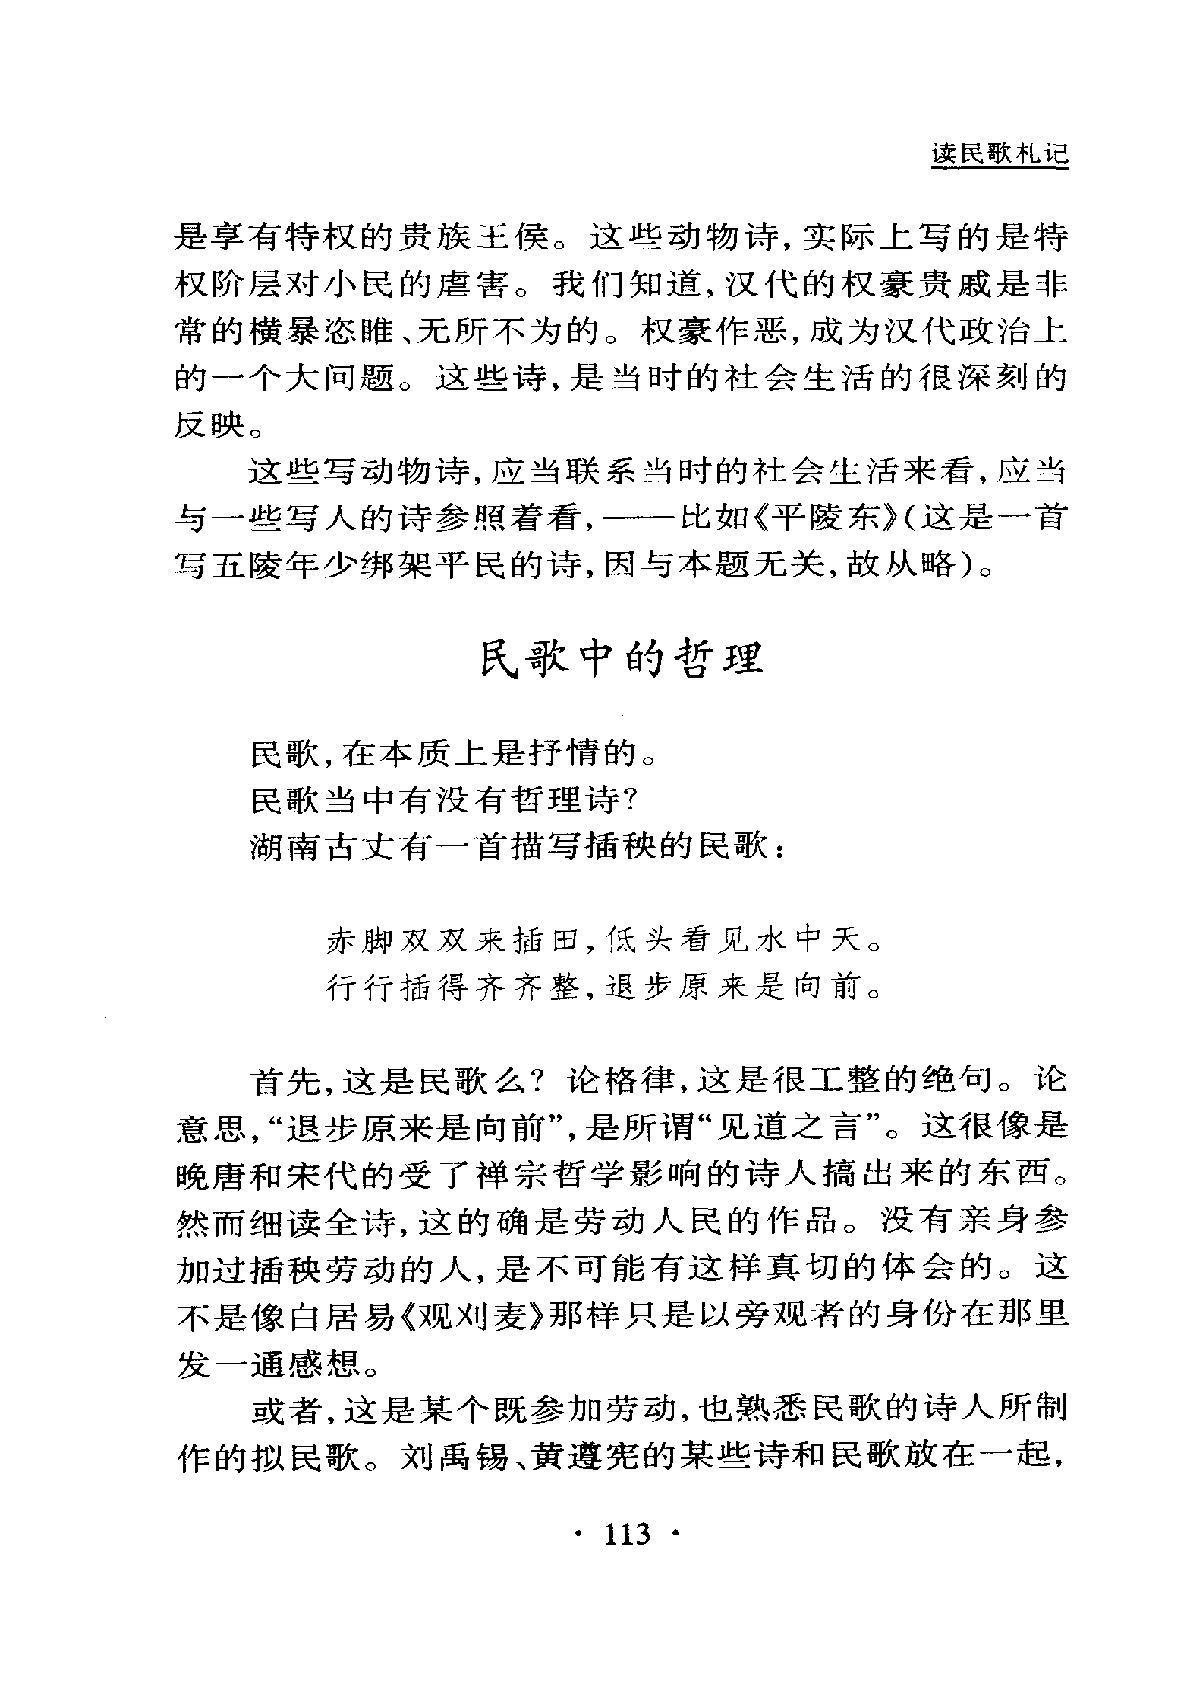 读民歌札记
是享有特权的贵族王侯。这些动物诗,实际上写的是特
权阶层对小民的虐害。我们知道,汉代的权豪贵戚是非
常的横暴恣睢、无所不为的。权豪作恶,成为汉代政治上
的一个大问题。这些诗,是当时的社会生活的很深刻的
反映。
这些写动物诗,应当联系当时的社会生活来看,应当
与一些写人的诗参照着看,——比如《平陵东》(这是一首
写五陵年少绑架平民的诗,因与本题无关,故从略)。
民歌中的哲理
民歌,在本质上是抒情的。
民歌当中有没有哲理诗?
湖南古丈有一首描写插秧的民歌:
赤脚双双来插田,低头看见水中天。
行行插得齐齐整,退步原来是向前。
首先,这是民歌么?论格律,这是很工整的绝句。论
意思,“退步原来是向前”,是所谓“见道之言”。这很像是
晚唐和宋代的受了禅宗哲学影响的诗人搞出来的东西。
然而细读全诗,这的确是劳动人民的作品。没有亲身参
加过插秧劳动的人,是不可能有这样真切的体会的。这
不是像白居易《观刈麦》那样只是以旁观者的身份在那里
发一通感想。
或者,这是某个既参加劳动,也熟悉民歌的诗人所制
作的拟民歌。刘禹锡、黄遵宪的某些诗和民歌放在一起,
· 113 ·